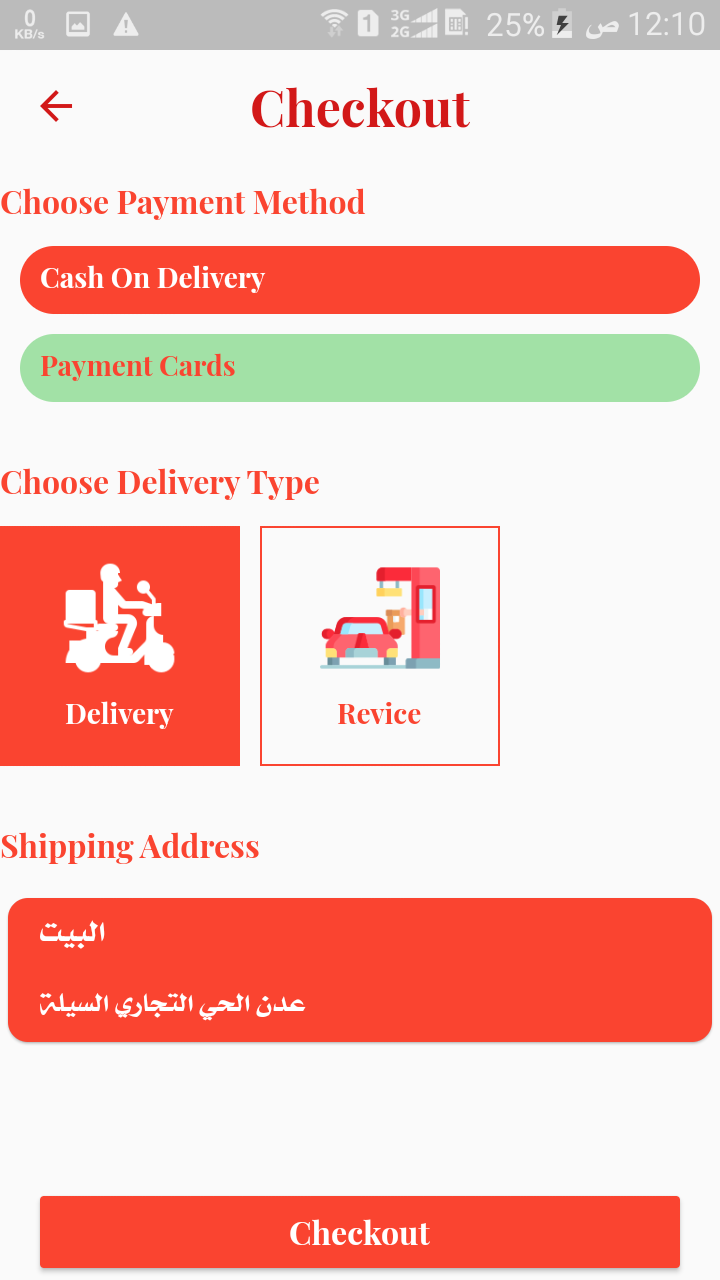 0
KB/s
1
3G
2G
25%
12:10 ص
Checkout
Choose Payment Method
Cash On Delivery
Payment Cards
Choose Delivery Type
Delivery
Revice
Shipping Address
البيت
عدن الحي التجاري السيلة
Checkout